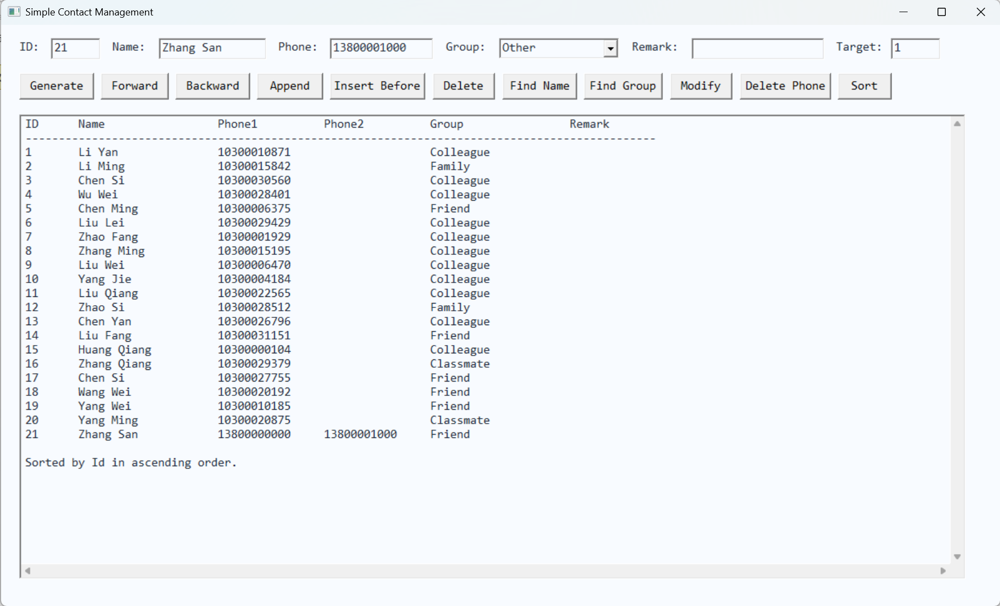 Simple Contact Management
ID: 21 Name: Zhang San Phone: 13800001000 Group: Other Remark: Target: 1
Generate Forward Backward Append Insert Before Delete Find Name Find Group Modify Delete Phone Sort
ID Name Phone1 Phone2 Group Remark
-----------------------------------------------------------------------------------------------
1 Li Yan 10300010871 Colleague
2 Li Ming 10300015842 Family
3 Chen Si 10300030560 Colleague
4 Wu Wei 10300028401 Colleague
5 Chen Ming 10300006375 Friend
6 Liu Lei 10300029429 Colleague
7 Zhao Fang 10300001929 Colleague
8 Zhang Ming 10300015195 Colleague
9 Liu Wei 10300006470 Colleague
10 Yang Jie 10300004184 Colleague
11 Liu Qiang 10300022565 Colleague
12 Zhao Si 10300028512 Family
13 Chen Yan 10300026796 Colleague
14 Liu Fang 10300031151 Friend
15 Huang Qiang 10300000104 Colleague
16 Zhang Qiang 10300029379 Classmate
17 Chen Si 10300027755 Friend
18 Wang Wei 10300020192 Friend
19 Yang Wei 10300010185 Friend
20 Yang Ming 10300020875 Classmate
21 Zhang San 13800000000 13800001000 Friend
Sorted by Id in ascending order.